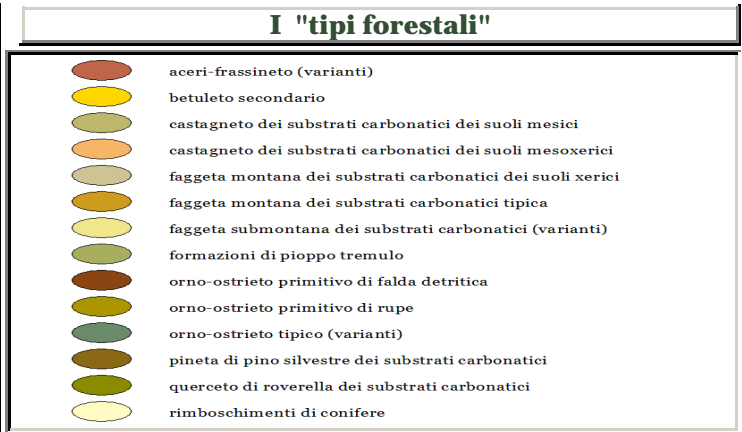 I "tipi forestali"
aceri-frassineto (varianti)
betuleto secondario
castagneto dei substrati carbonatici dei suoli mesici
castagneto dei substrati carbonatici dei suoli mesoxerici
faggeta montana dei substrati carbonatici dei suoli xerici
faggeta montana dei substrati carbonatici tipica
faggeta submontana dei substrati carbonatici (varianti)
formazioni di pioppo tremulo
orno-ostrieto primitivo di falda detritica
orno-ostrieto primitivo di rupe
orno-ostrieto tipico (varianti)
pineta di pino silvestre dei substrati carbonatici
querceto di roverella dei substrati carbonatici
rimboschimenti di conifere